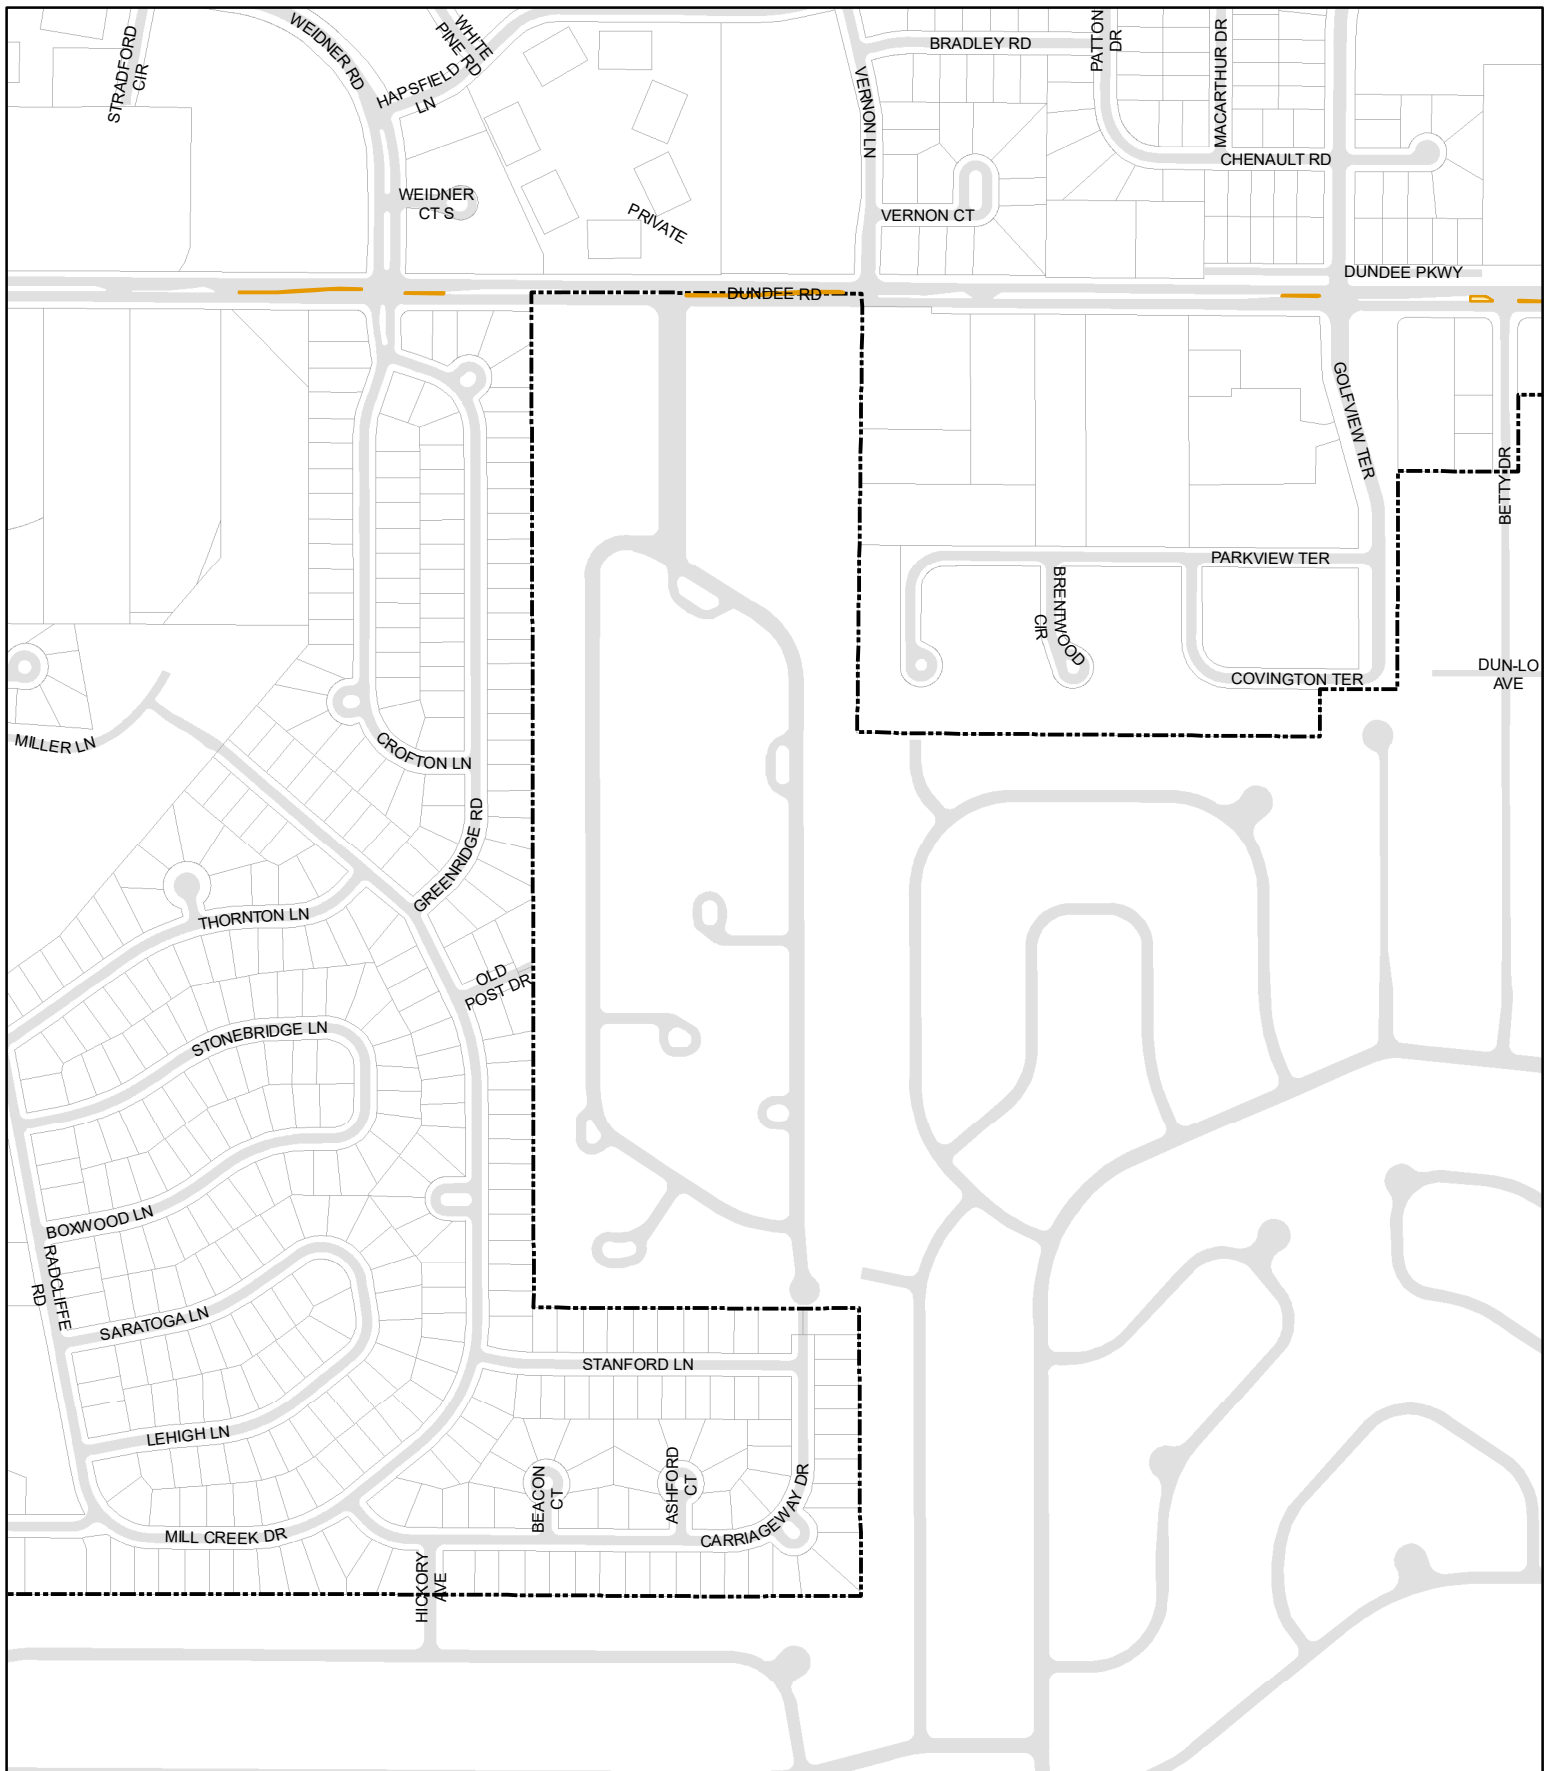 STRADFORD
CIR
WEIDNER RD
WHITE
PINE RD
HAPSFIELD
LN
BRADLEY RD
PATTON
DR
MACARTHUR DR
VERNON LN
CHENAULT RD
WEIDNER
CT S
PRIVATE
VERNON CT
DUNDEE PKWY
DUNDEE RD
GOLFVIEW TER
BETTY DR
PARKVIEW TER
BRENTWOOD
CIR
COVINGTON TER
DUN-LO
AVE
MILLER LN
CROFTON LN
GREENRIDGE RD
THORNTON LN
OLD
POST DR
STONEBRIDGE LN
BOXWOOD LN
RADCLIFFE
RD
SARATOGA LN
STANFORD LN
LEHIGH LN
BEACON
CT
ASHFORD
CT
CARRIAGEWAY DR
MILL CREEK DR
HICKORY
AVE